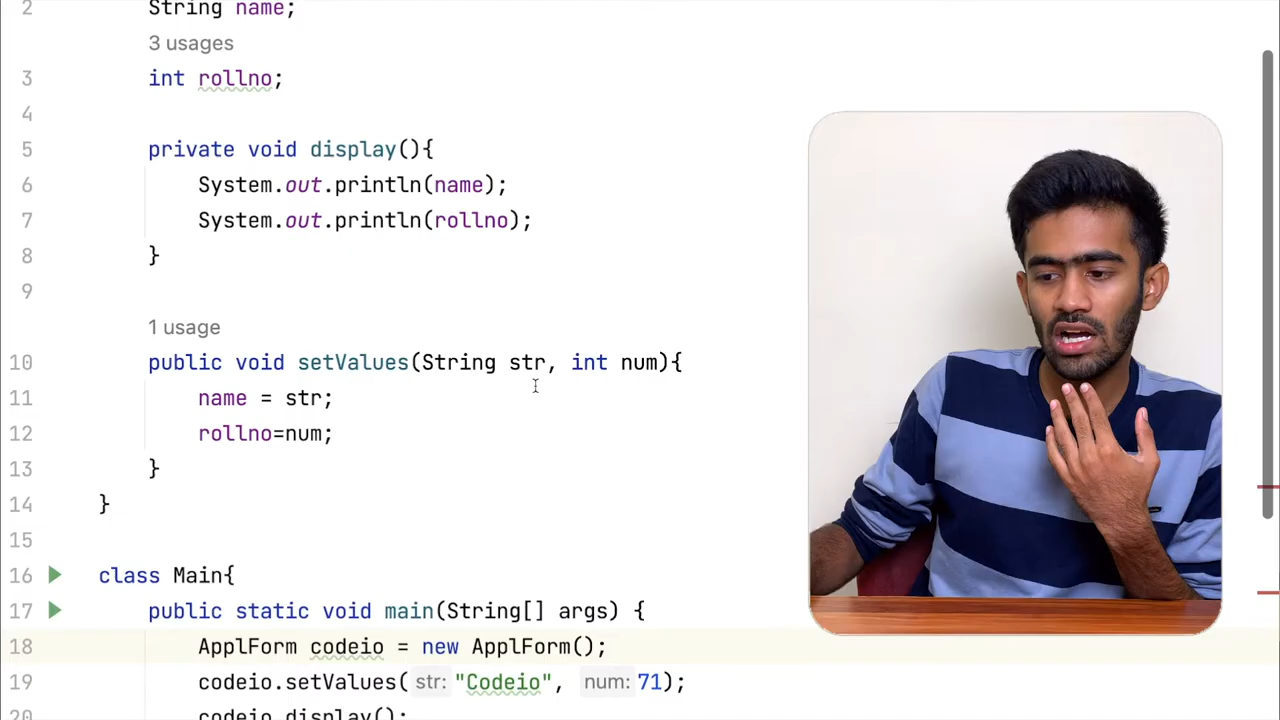 2 String name;
3 usages
3 int rollno;
4
5 private void display(){
6 System.out.println(name);
7 System.out.println(rollno);
8 }
9
1 usage
10 public void setValues(String str, int num){
11 name = str;
12 rollno=num;
13 }
14 }
15
16 class Main{
17 public static void main(String[] args) {
18 ApplForm codeio = new ApplForm();
19 codeio.setValues( str: "Codeio", num: 71);
20 codeio.display();